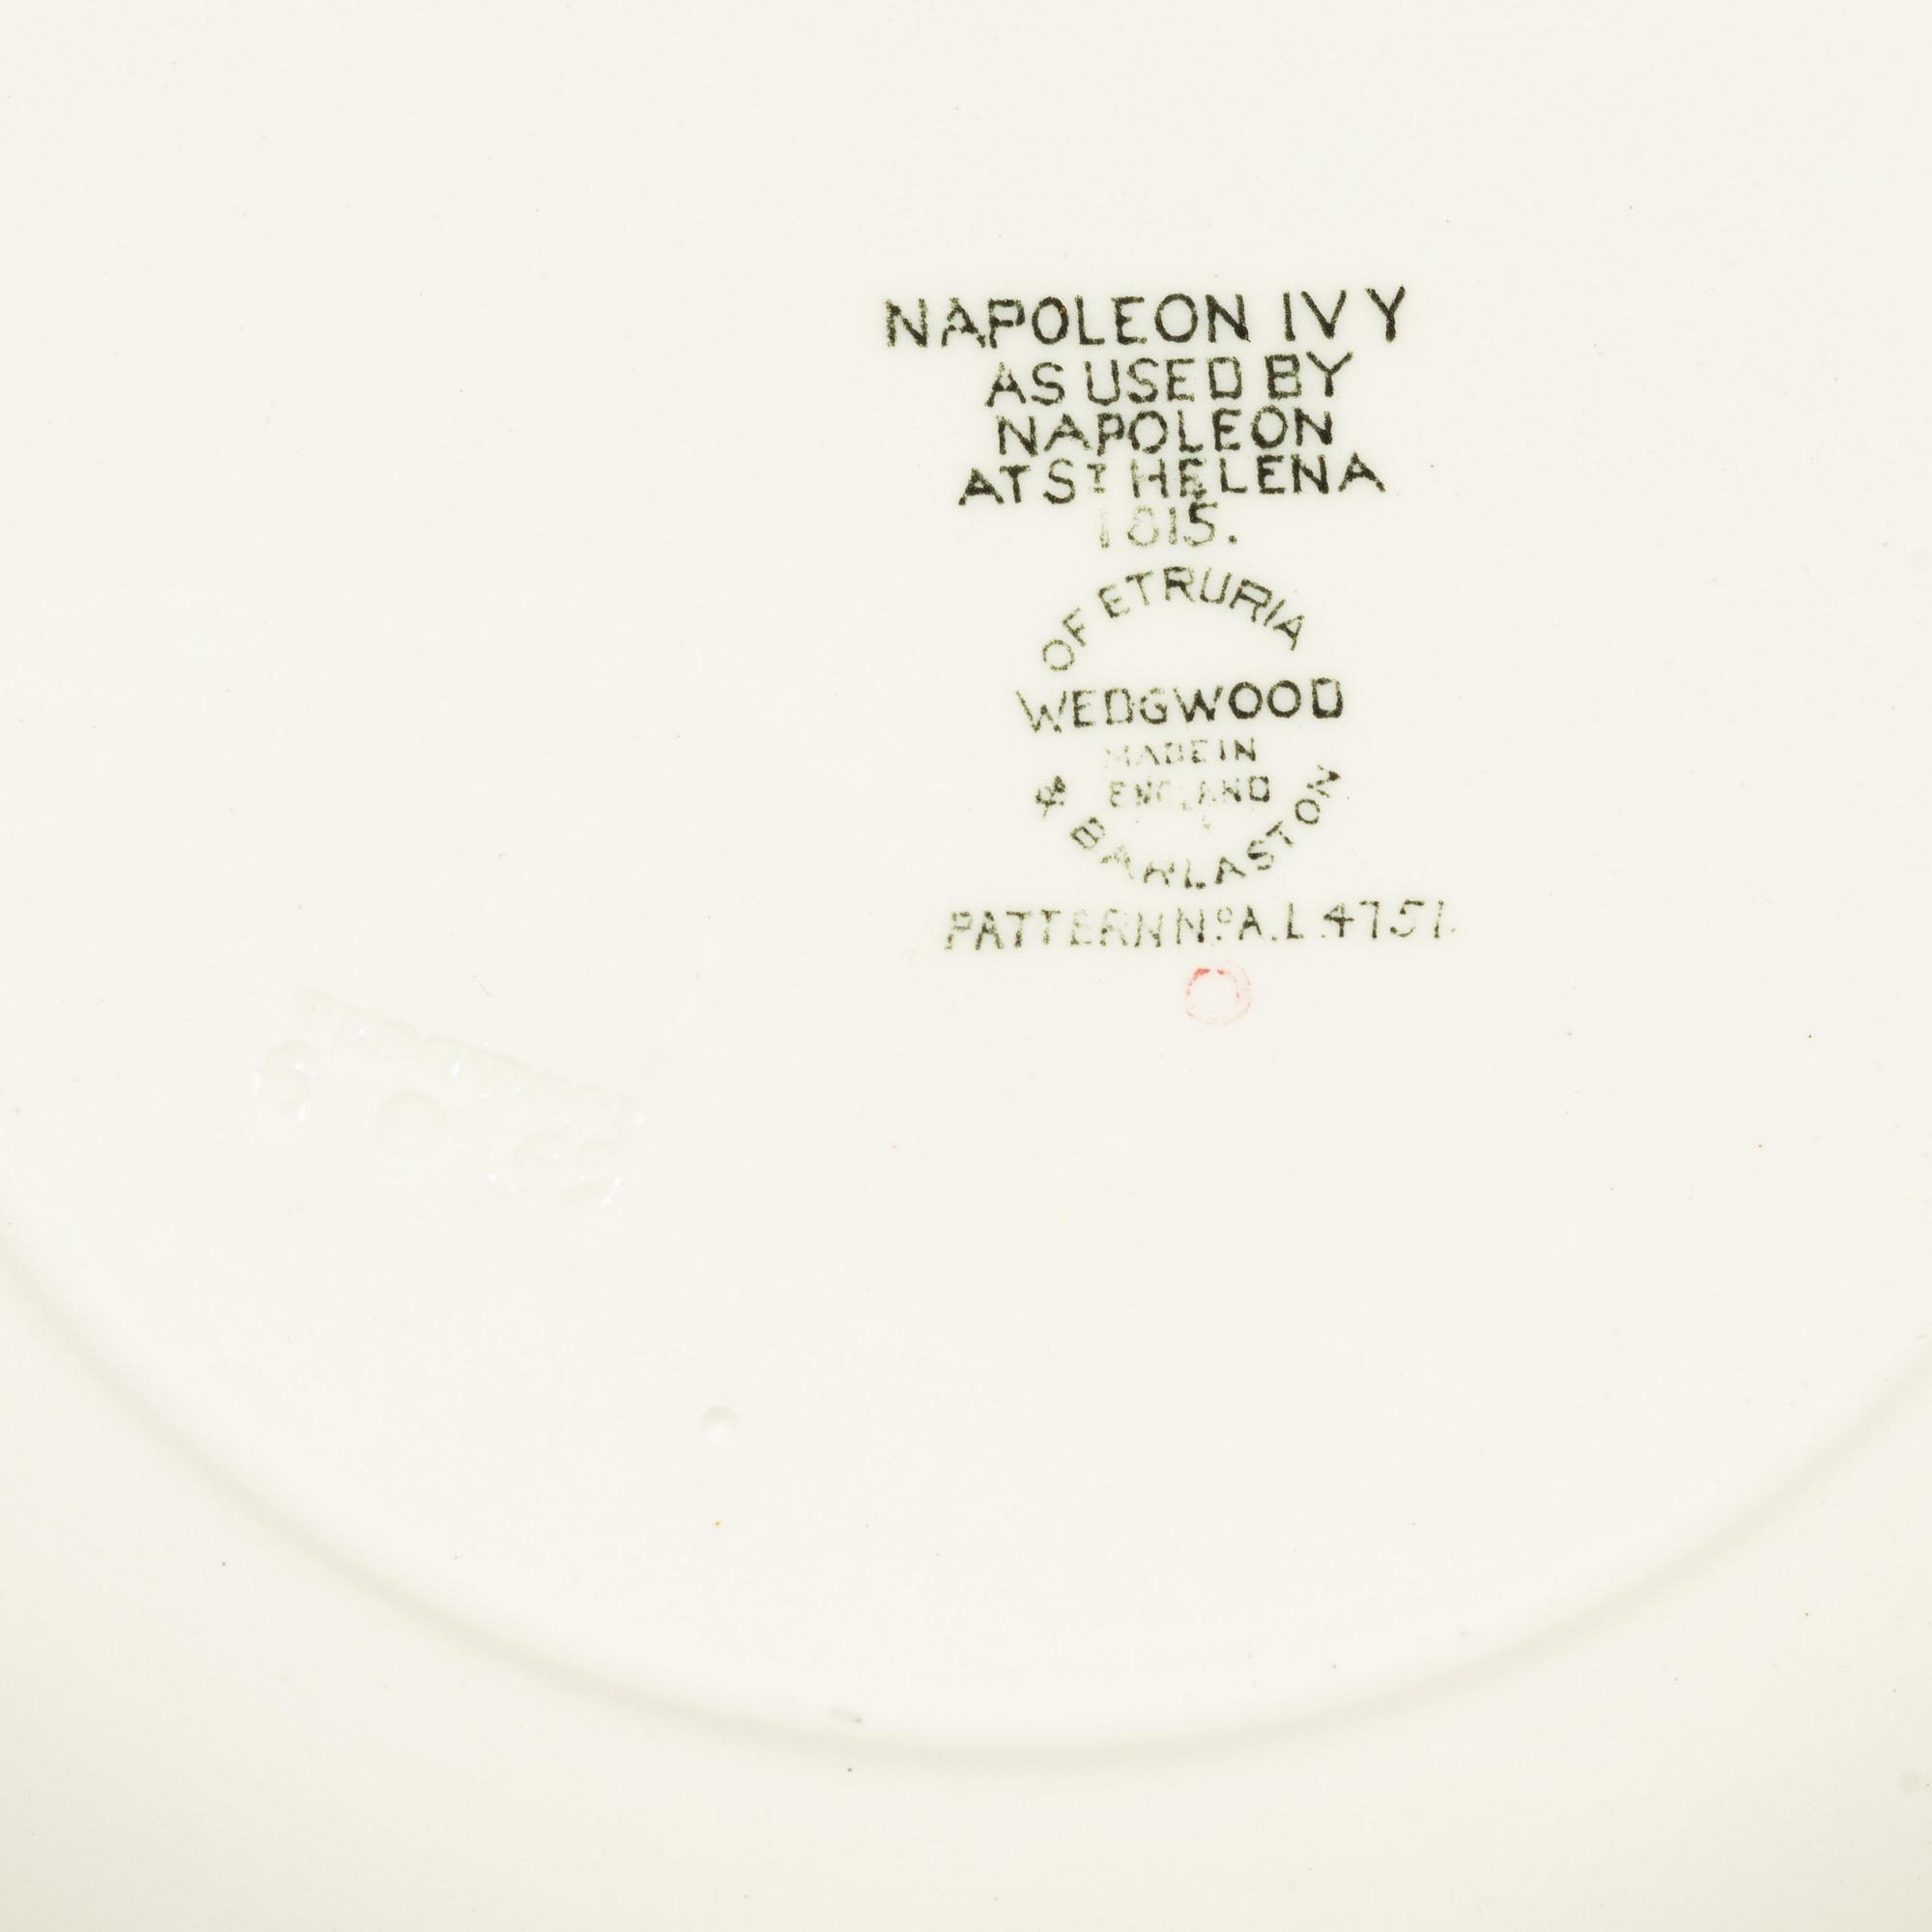 NAPOLEON IVY
AS USED BY
NAPOLEON
AT ST HELENA
1815.
OF ETRURIA
WEDGWOOD
MADE IN
ENGLAND
& BARLASTON
PATTERN No A.L.4751.